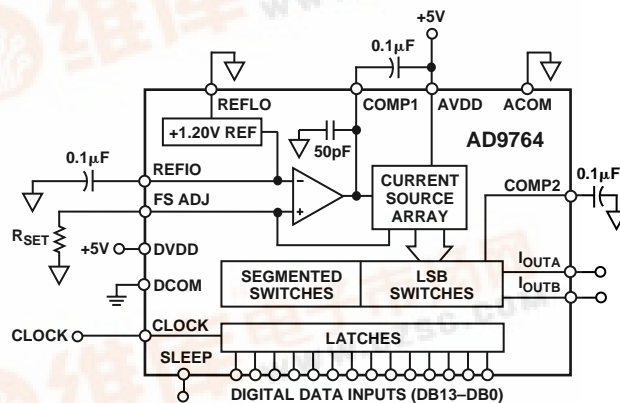 +5V
0.1µF
REFLO
COMP1
AVDD
ACOM
+1.20V REF
50pF
AD9764
0.1µF
REFIO
CURRENT
SOURCE
ARRAY
COMP2
0.1µF
FS ADJ
RSET
+5V
DVDD
DCOM
SEGMENTED
SWITCHES
LSB
SWITCHES
IOUTA
IOUTB
CLOCK
CLOCK
LATCHES
SLEEP
DIGITAL DATA INPUTS (DB13–DB0)